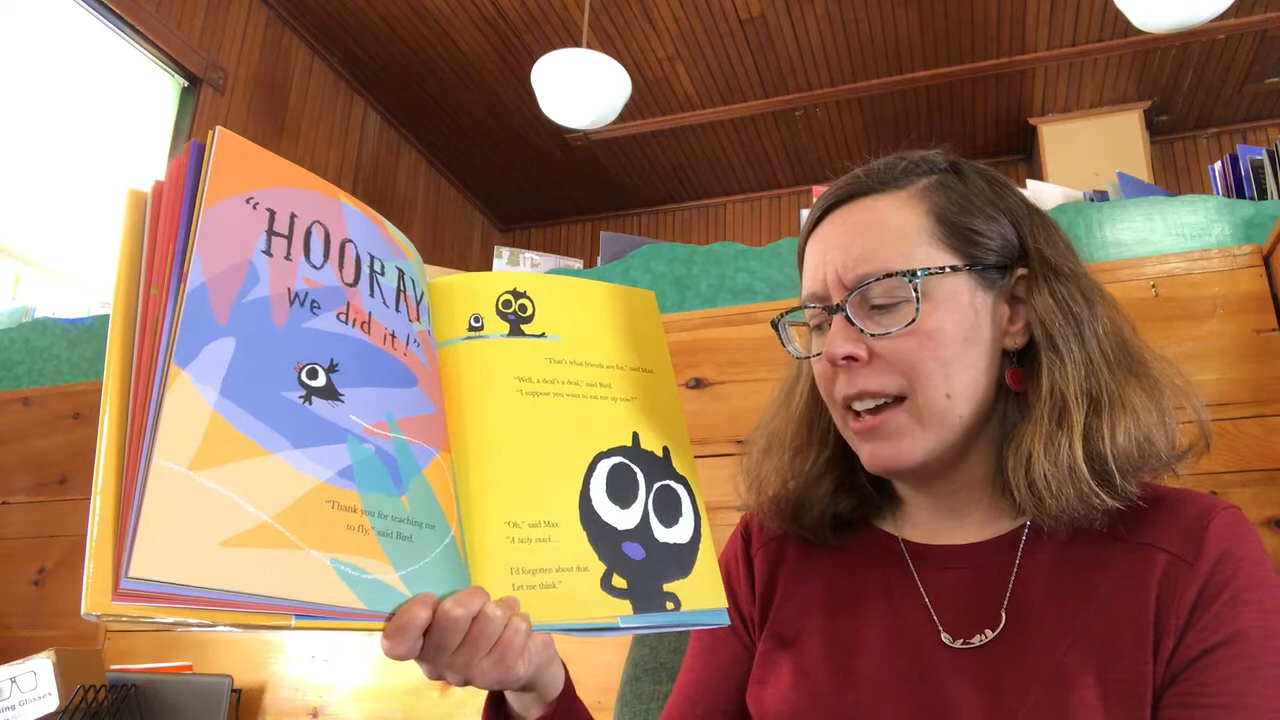 "HOORAY
We did it!"
"Thank you for teaching me
to fly," said Bird.
"That's what friends are for," said Max.
"Well, a deal's a deal," said Bird.
"I suppose you want to eat me up now?"
"Oh," said Max.
"A tasty snack...
I'd forgotten about that.
Let me think."
ing Glasses